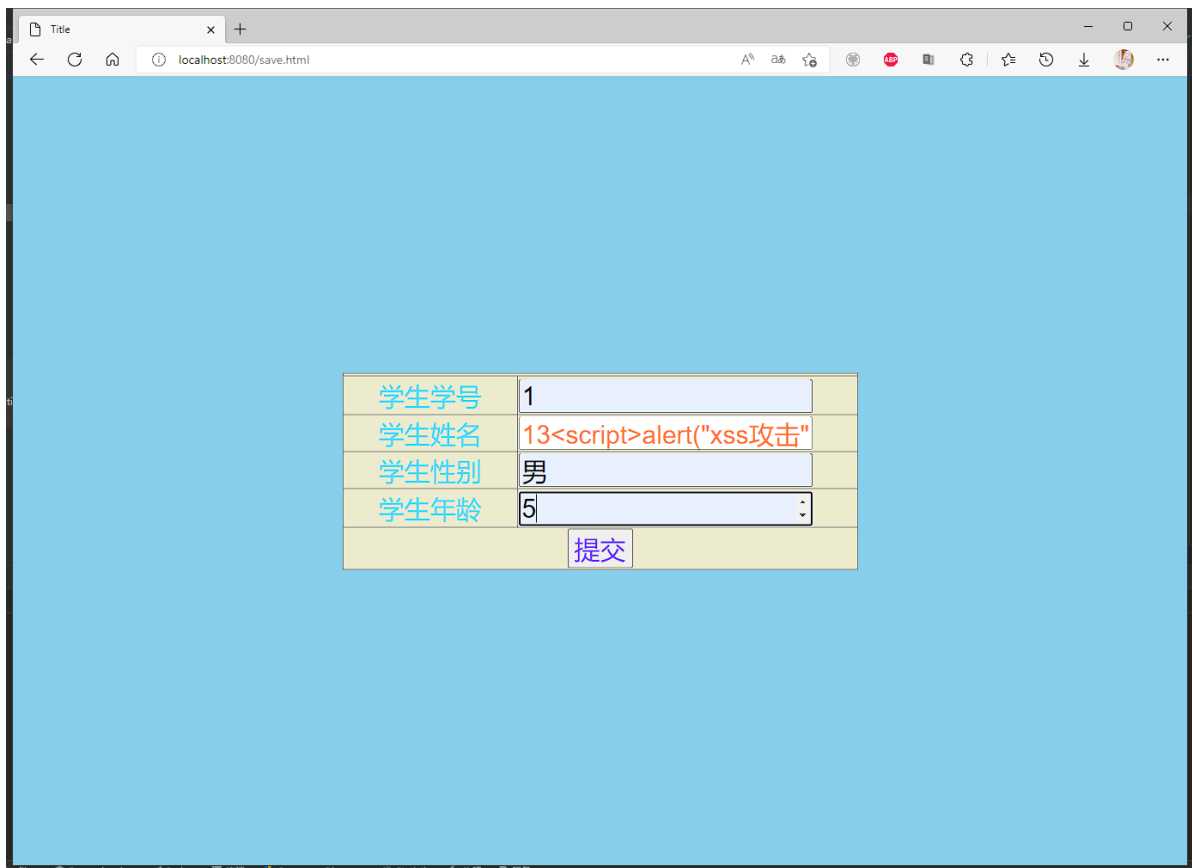 Title
localhost:8080/save.html
ABP
学生学号 1
学生姓名 13<script>alert("xss攻击"
学生性别 男
学生年龄 5
提交